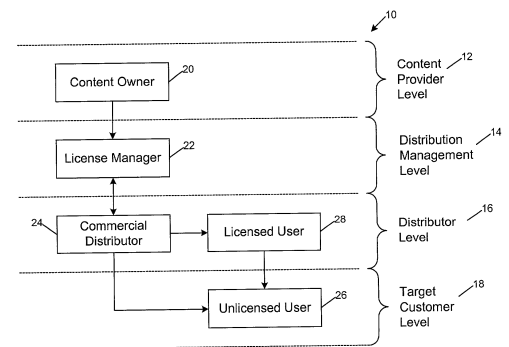 10
20
Content Owner
Content
Provider
Level
12
22
License Manager
Distribution
Management
Level
14
24
Commercial
Distributor
28
Licensed User
Distributor
Level
16
26
Unlicensed User
Target
Customer
Level
18